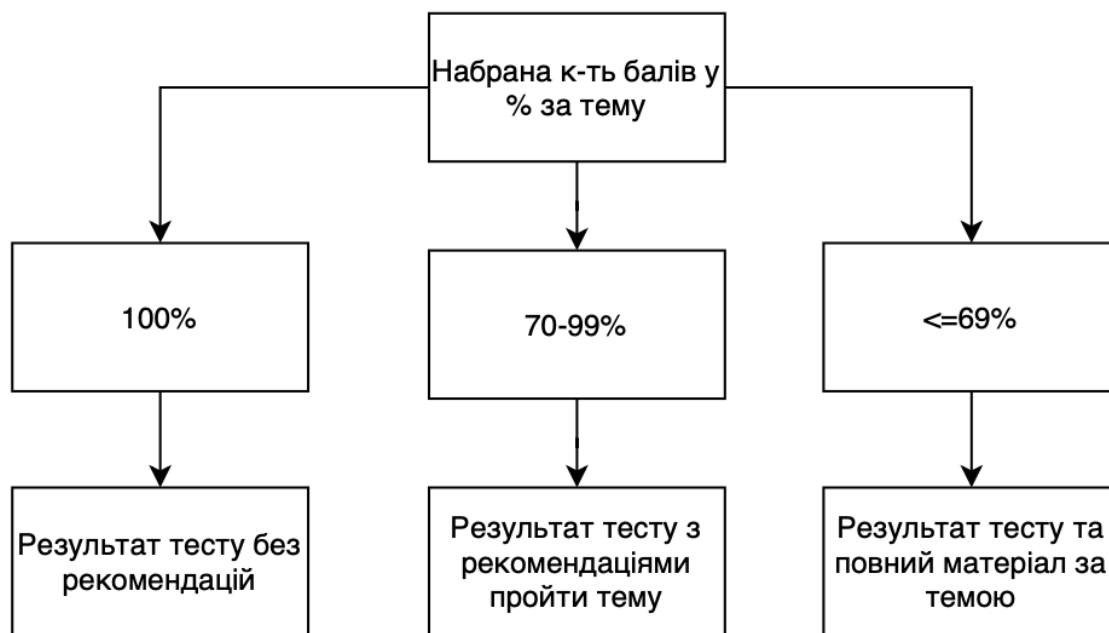 Набрана к-ть балів у
% за тему
100%
70-99%
<=69%
Результат тесту без
рекомендацій
Результат тесту з
рекомендаціями
пройти тему
Результат тесту та
повний матеріал за
темою